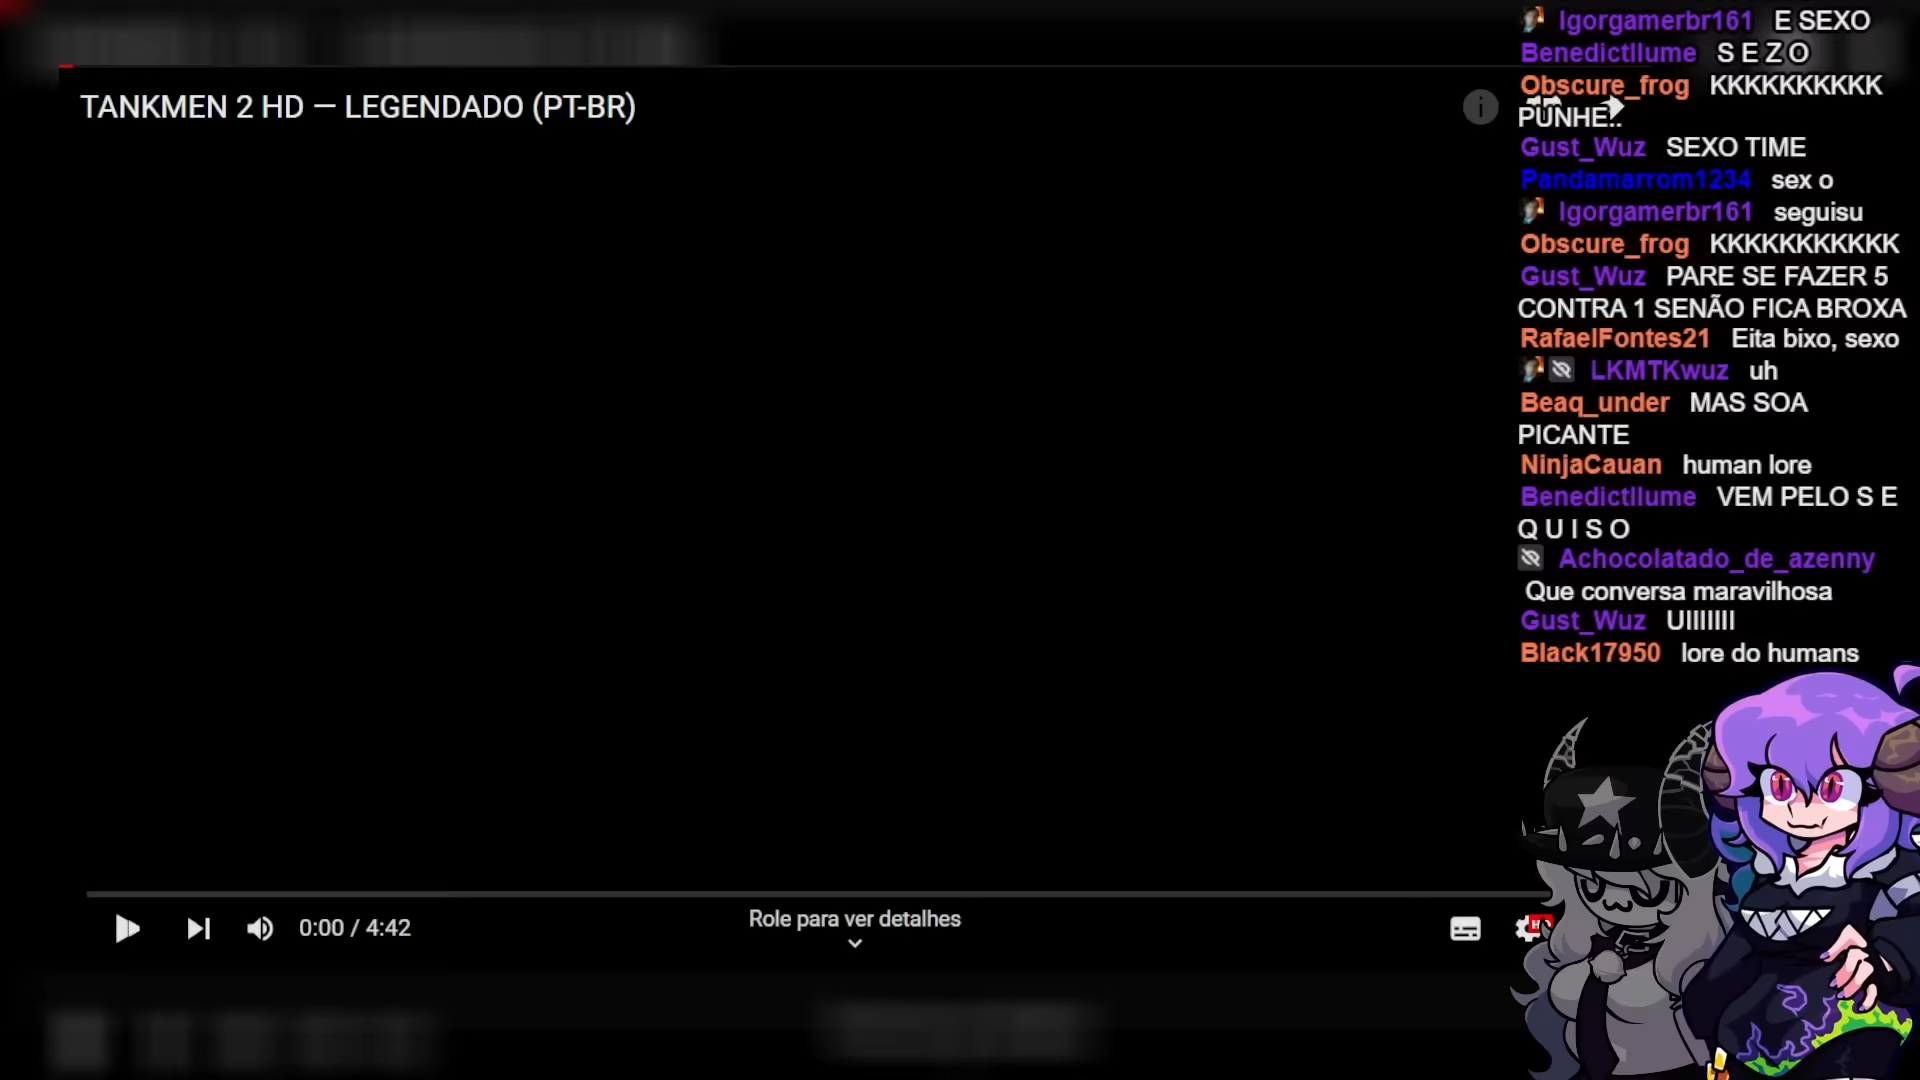 TANKMEN 2 HD — LEGENDADO (PT-BR)
0:00 / 4:42
Role para ver detalhes
Igorgamerbr161 E SEXO
BenedictIlume S E Z O
Obscure_frog KKKKKKKKKK
PUNHE..
Gust_Wuz SEXO TIME
Pandamarrom1234 sex o
Igorgamerbr161 seguisu
Obscure_frog KKKKKKKKKKK
Gust_Wuz PARE SE FAZER 5
CONTRA 1 SENÃO FICA BROXA
RafaelFontes21 Eita bixo, sexo
LKMTKwuz uh
Beaq_under MAS SOA
PICANTE
NinjaCauan human lore
BenedictIlume VEM PELO S E
Q U I S O
Achocolatado_de_azenny
Que conversa maravilhosa
Gust_Wuz UIIIIIII
Black17950 lore do humans